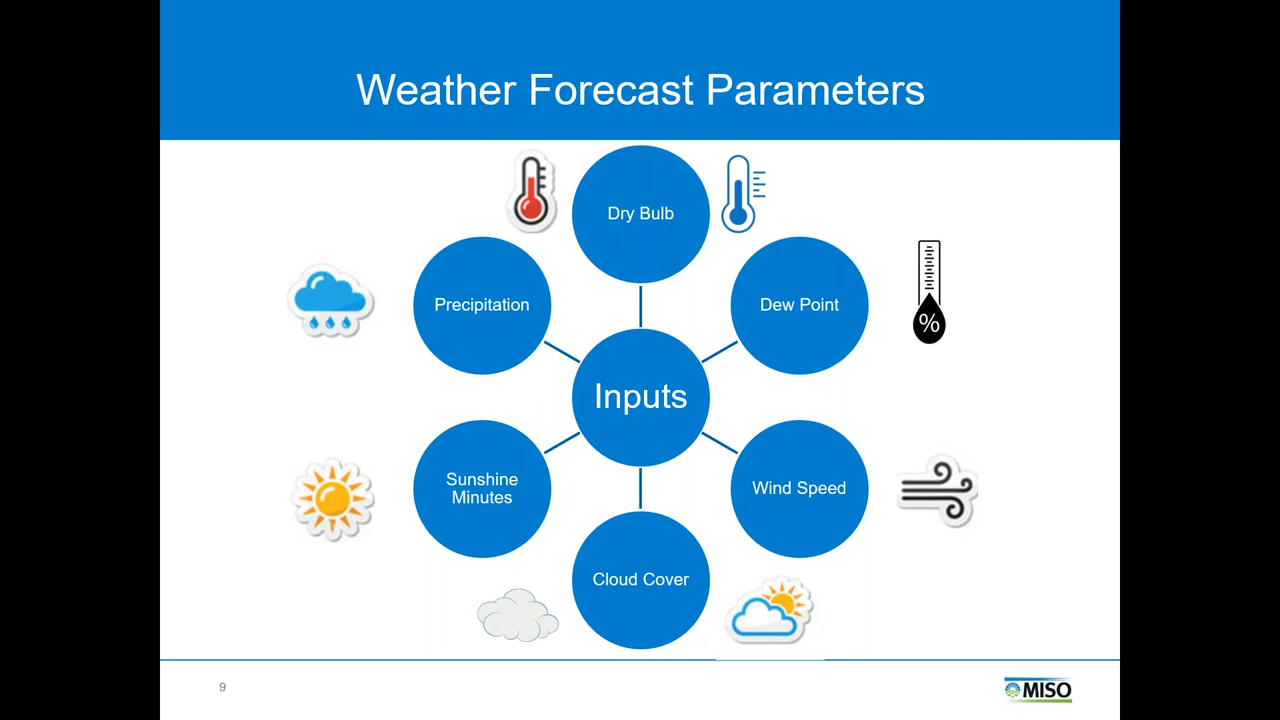 Weather Forecast Parameters
Dry Bulb
Precipitation
Dew Point
%
Inputs
Sunshine
Minutes
Wind Speed
Cloud Cover
9
MISO